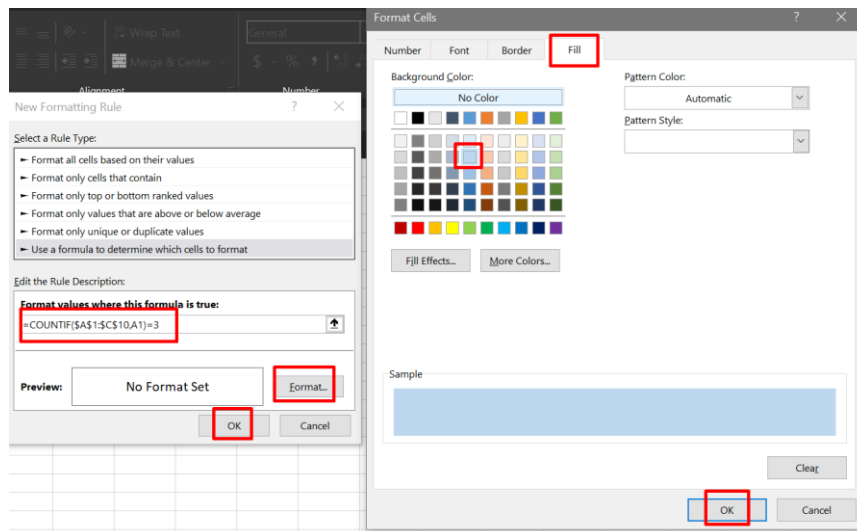 Wrap Text
General
Merge & Center
$ - % ,
Alignment
Number
New Formatting Rule
? ×
Select a Rule Type:
► Format all cells based on their values
► Format only cells that contain
► Format only top or bottom ranked values
► Format only values that are above or below average
► Format only unique or duplicate values
► Use a formula to determine which cells to format
Edit the Rule Description:
Format values where this formula is true:
=COUNTIF($A$1:$C$10,A1)=3
Preview:
No Format Set
Format...
OK
Cancel
Format Cells
? ×
Number
Font
Border
Fill
Background Color:
No Color
Fill Effects...
More Colors...
Pattern Color:
Automatic
Pattern Style:
Sample
Clear
OK
Cancel